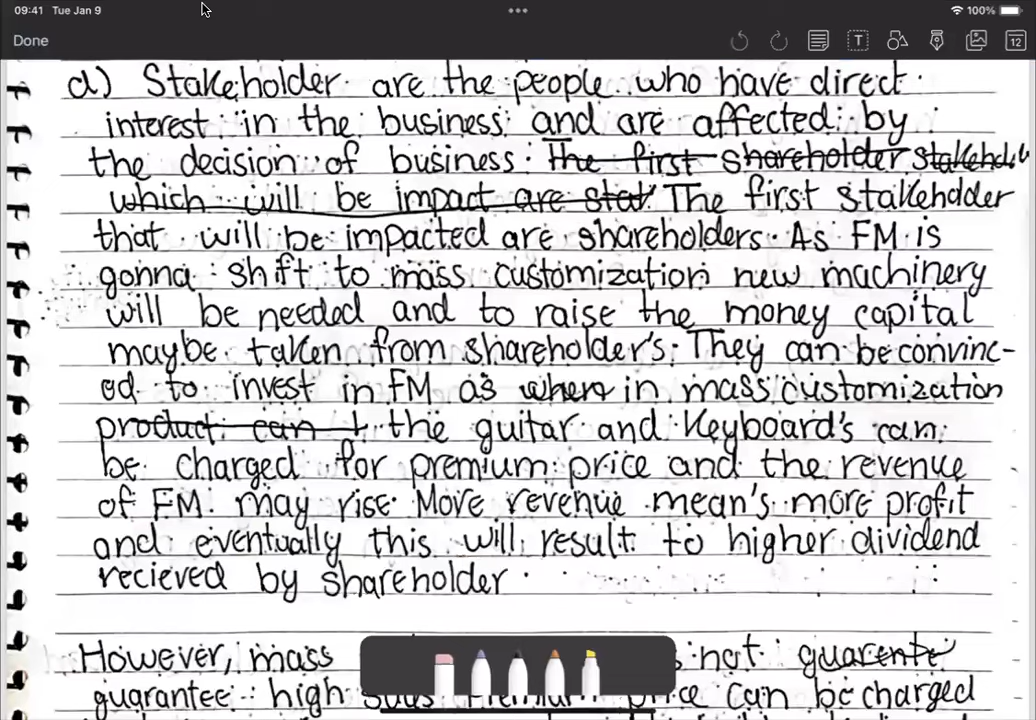 09:41 Tue Jan 9
100%
Done
T
12
d) Stakeholder are the people who have direct
interest in the business and are affected by
the decision of business. The first shareholder stakehol
which will be impact are stat The first stakeholder
that will be impacted are shareholders. As FM is
gonna shift to mass customization new machinery
will be needed and to raise the money capital
maybe taken from shareholder's. They can be convinc-
ed to invest in FM as when in mass customization
product can t the guitar and Keyboard's can
be charged for premium price and the revenue
of FM may rise. More revenue mean's more profit
and eventually this will result to higher dividend
recieved by shareholder.
However, mass not guarente
guarantee high sales Premium price can be charged